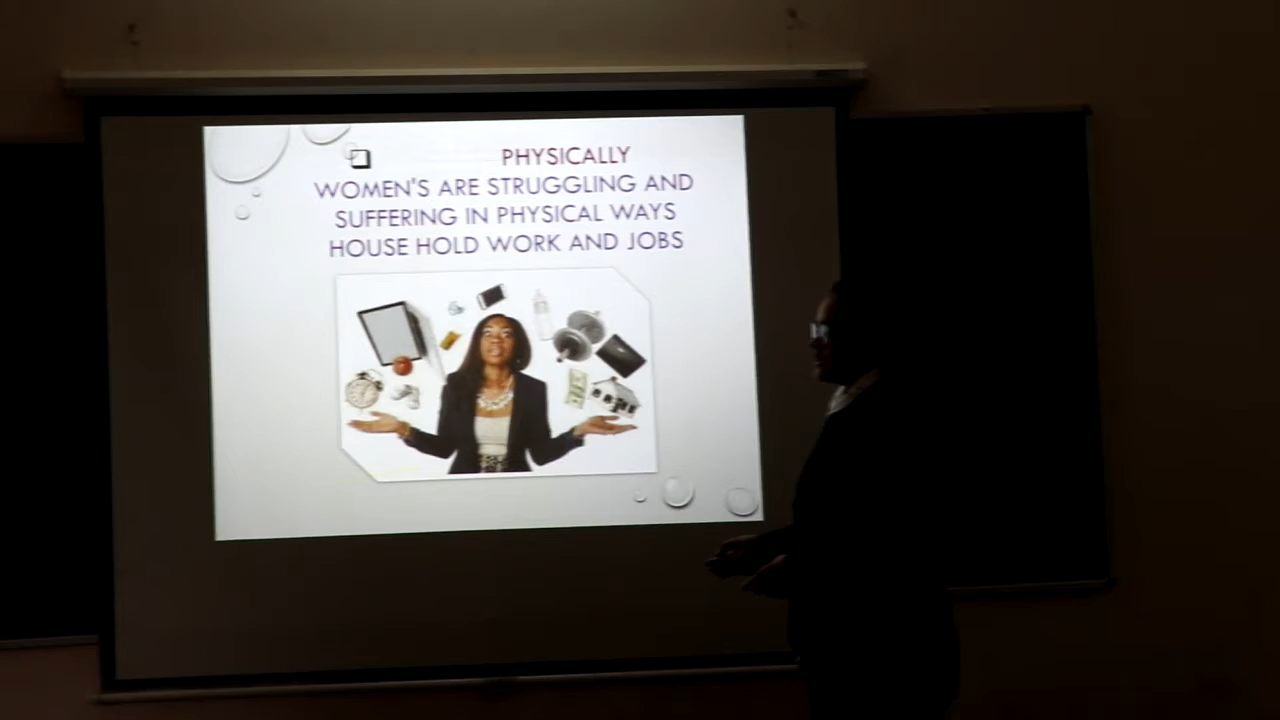 PHYSICALLY
WOMEN'S ARE STRUGGLING AND
SUFFERING IN PHYSICAL WAYS
HOUSE HOLD WORK AND JOBS